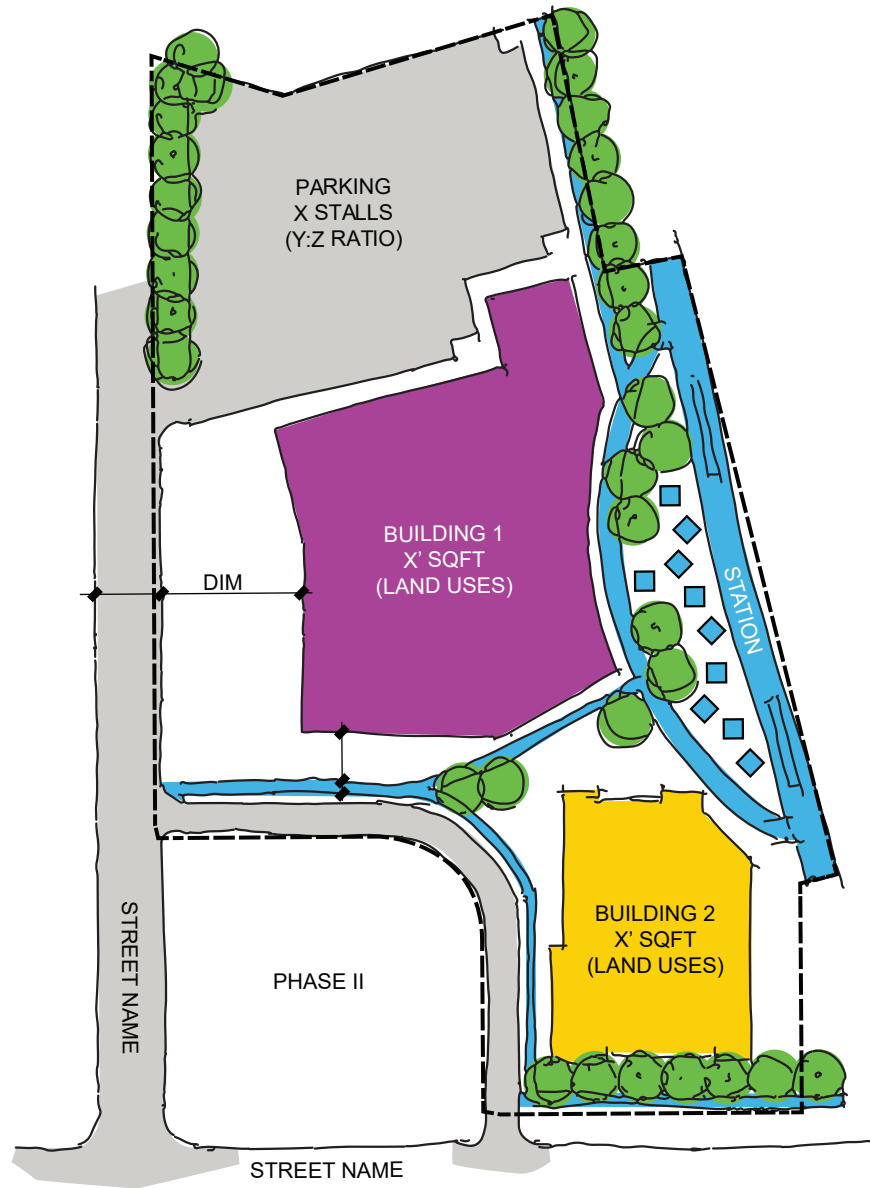 PARKING
X STALLS
(Y:Z RATIO)
BUILDING 1
X’ SQFT
(LAND USES)
DIM
STATION
BUILDING 2
X’ SQFT
(LAND USES)
STREET NAME
PHASE II
STREET NAME